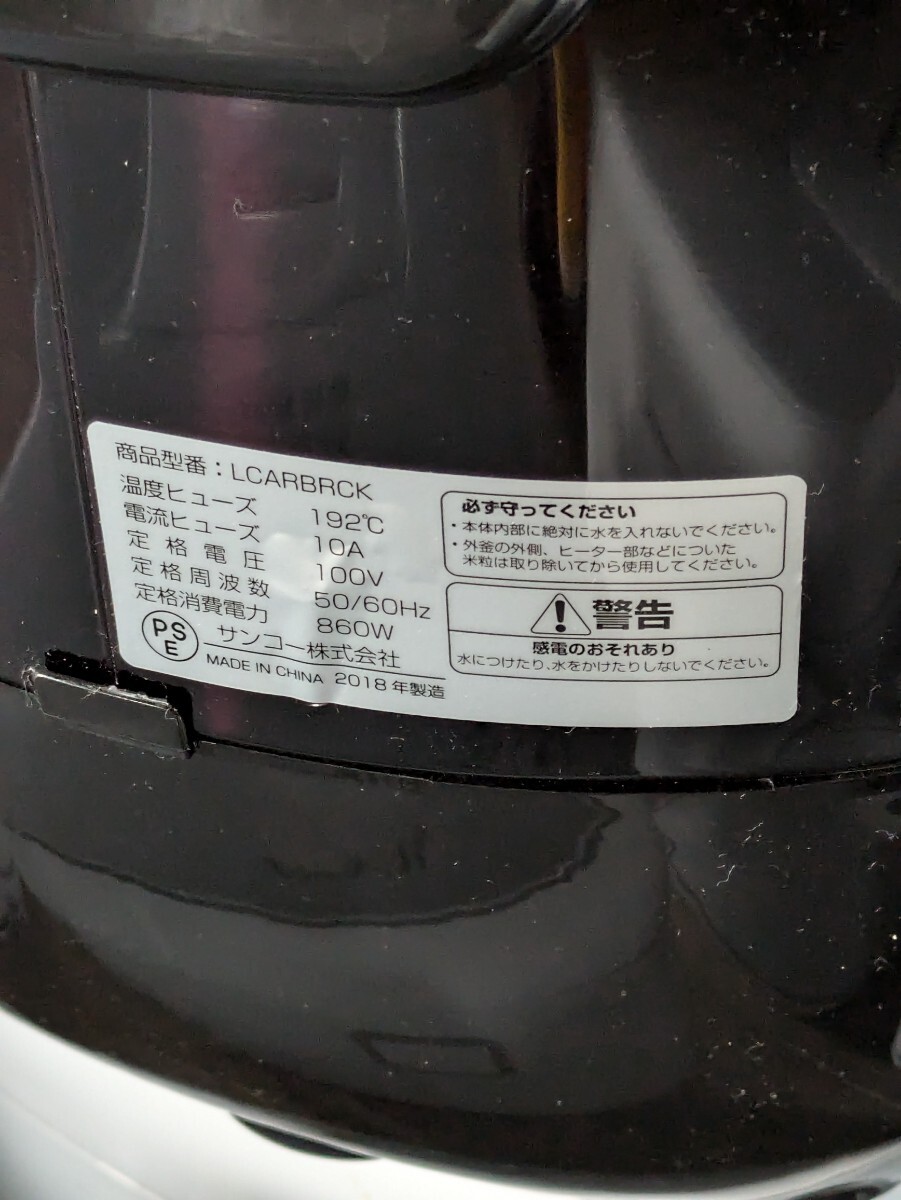 商品型番：LCARBRCK
温度ヒューズ 192℃
電流ヒューズ 10A
定格電圧 100V
定格周波数 50/60Hz
定格消費電力 860W
PSE サンコー株式会社
MADE IN CHINA 2018年製造
必ず守ってください
・本体内部に絶対に水を入れないでください。
・外釜の外側、ヒーター部などについた
米粒は取り除いてから使用してください。
警告
感電のおそれあり
水につけたり、水をかけたりしないでください。